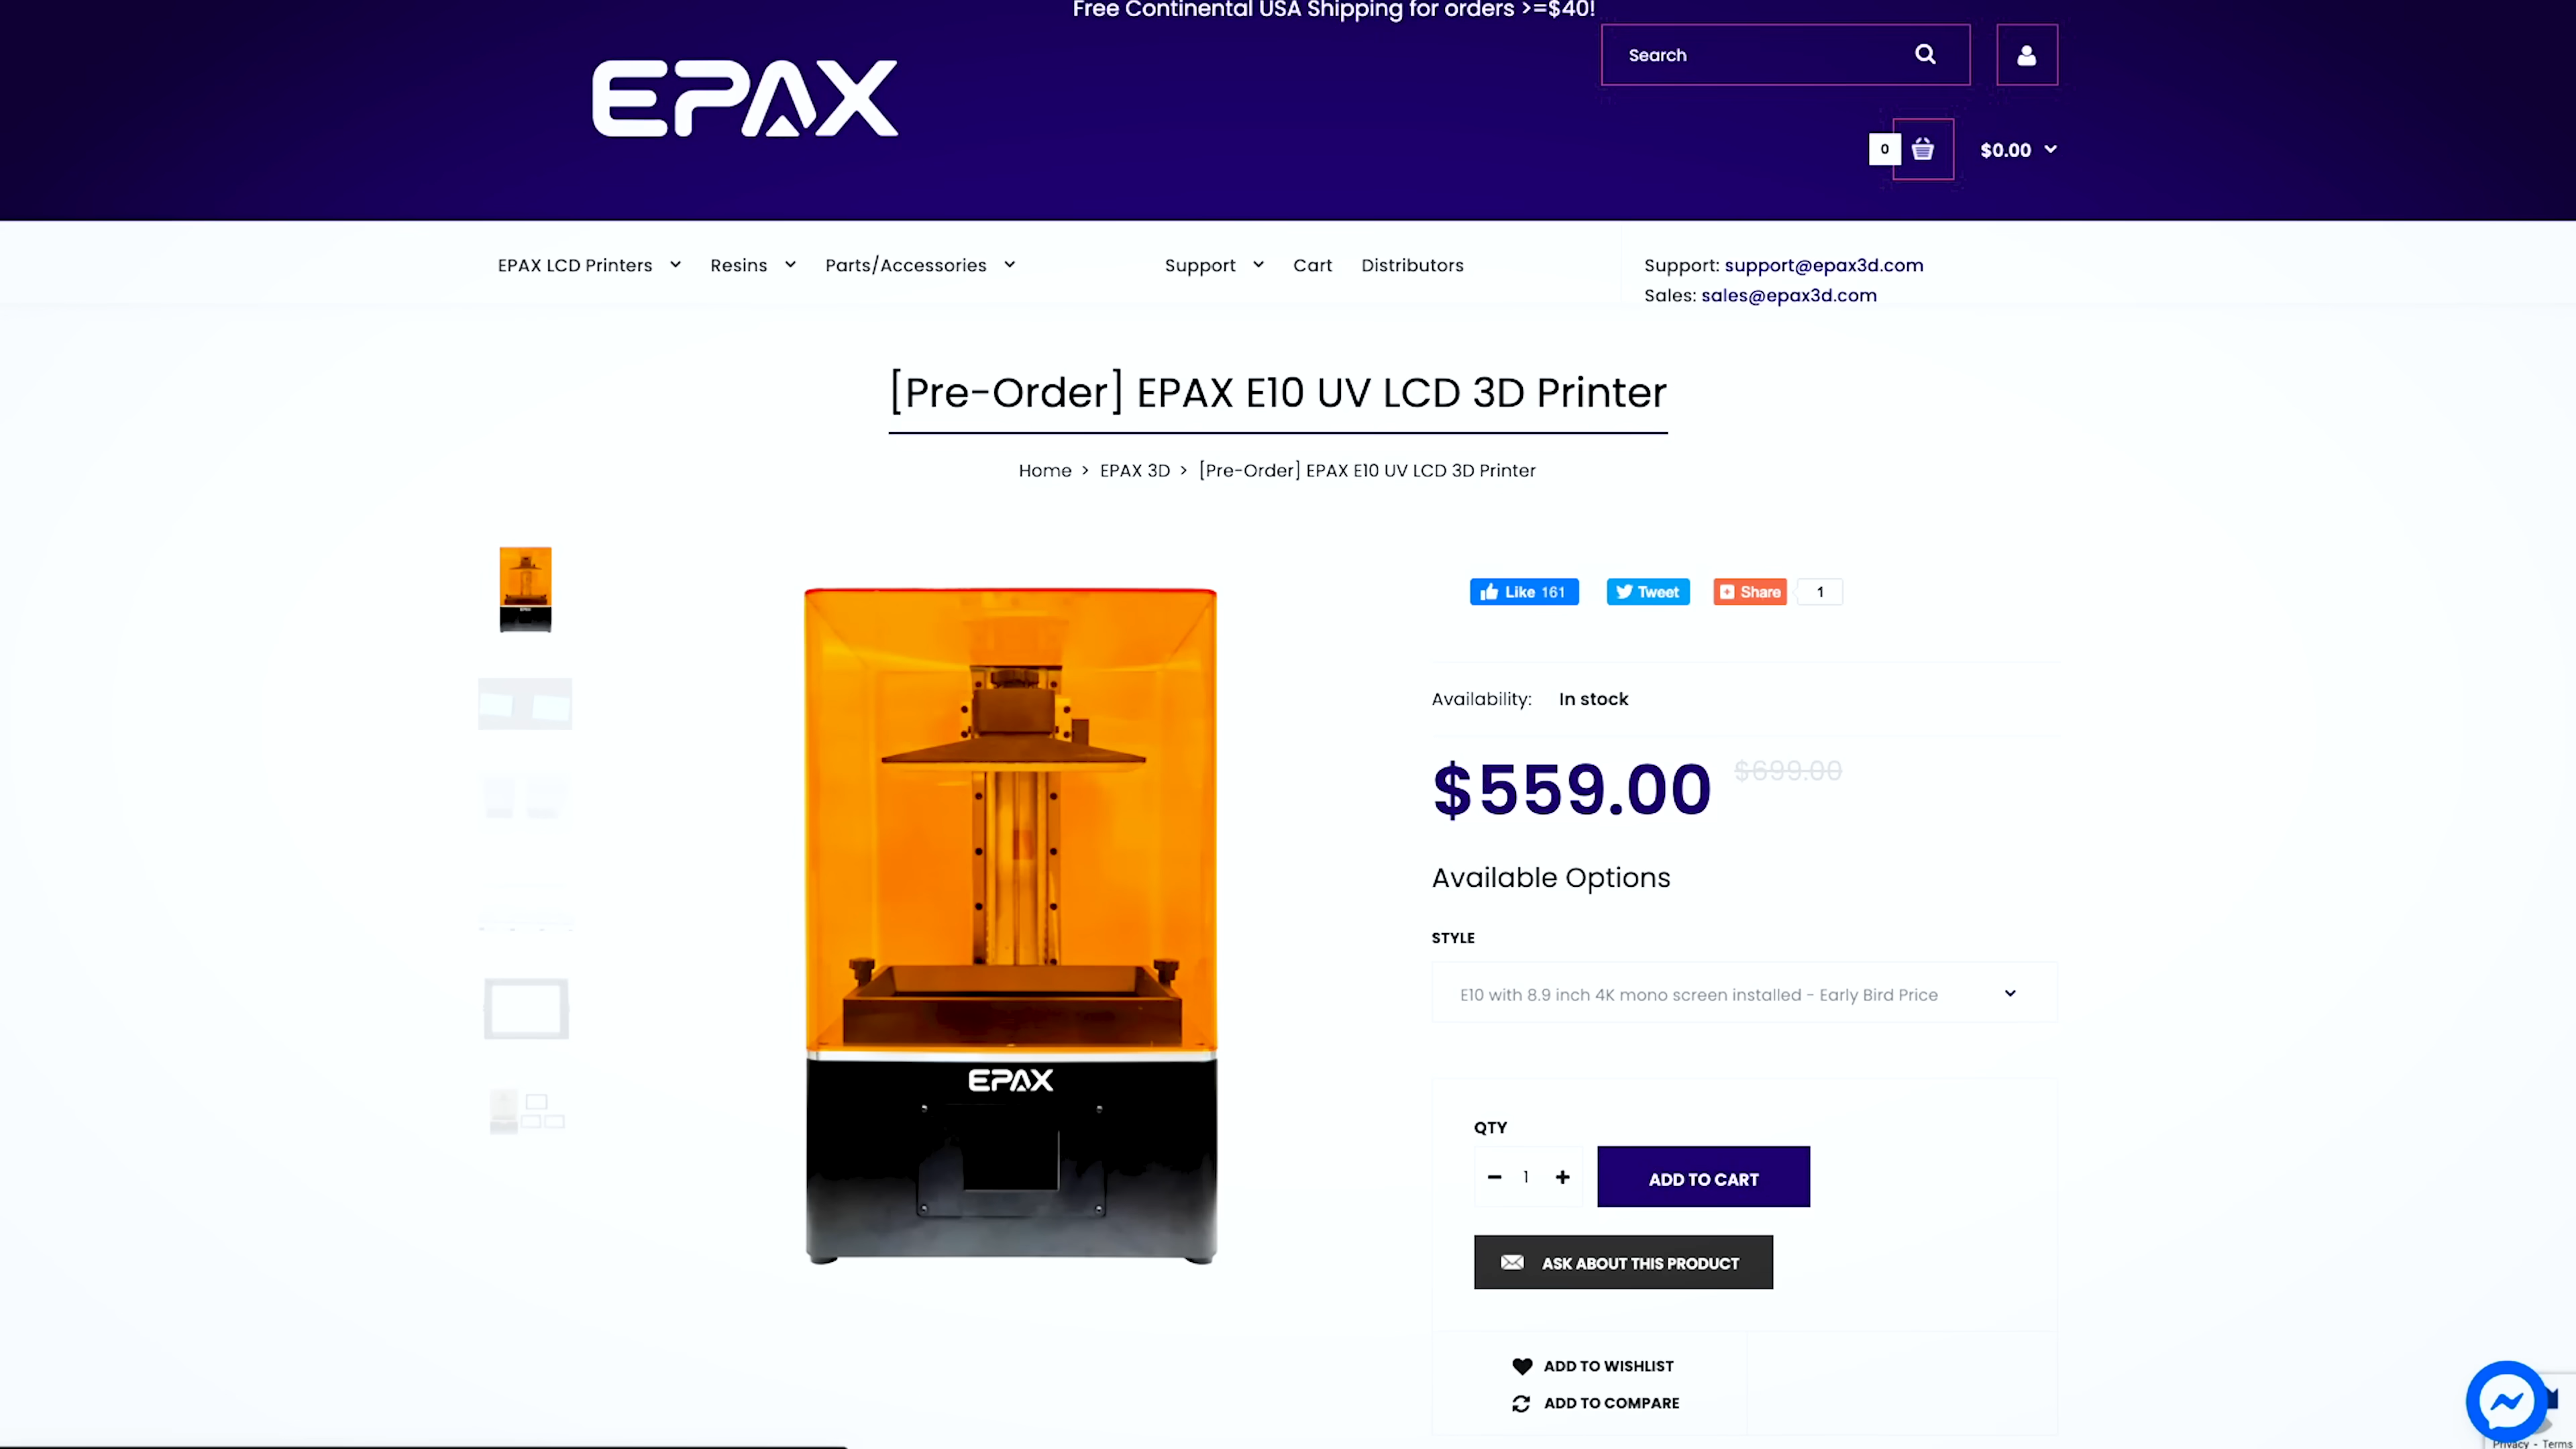 Free Continental USA Shipping for orders >=$40!
EPAX
Search
0
$0.00
EPAX LCD Printers
Resins
Parts/Accessories
Support
Cart
Distributors
Support: support@epax3d.com
Sales: sales@epax3d.com
[Pre-Order] EPAX E10 UV LCD 3D Printer
Home > EPAX 3D > [Pre-Order] EPAX E10 UV LCD 3D Printer
Like 161
Tweet
Share
1
Availability: In stock
$559.00 $699.00
Available Options
STYLE
E10 with 8.9 inch 4K mono screen installed - Early Bird Price
EPAX
QTY
1
ADD TO CART
ASK ABOUT THIS PRODUCT
ADD TO WISHLIST
ADD TO COMPARE
Privacy - Terms